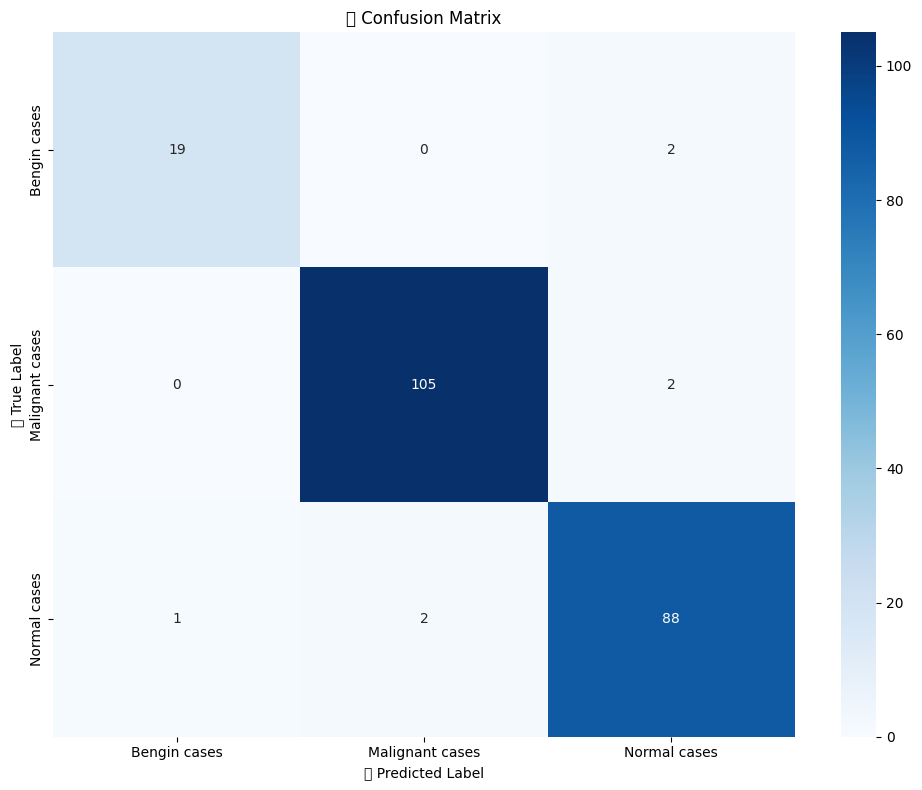 ▯ Confusion Matrix
Bengin cases
19
0
2
100
80
▯ True Label
Malignant cases
0
105
2
60
40
Normal cases
1
2
88
20
0
Bengin cases
Malignant cases
Normal cases
▯ Predicted Label